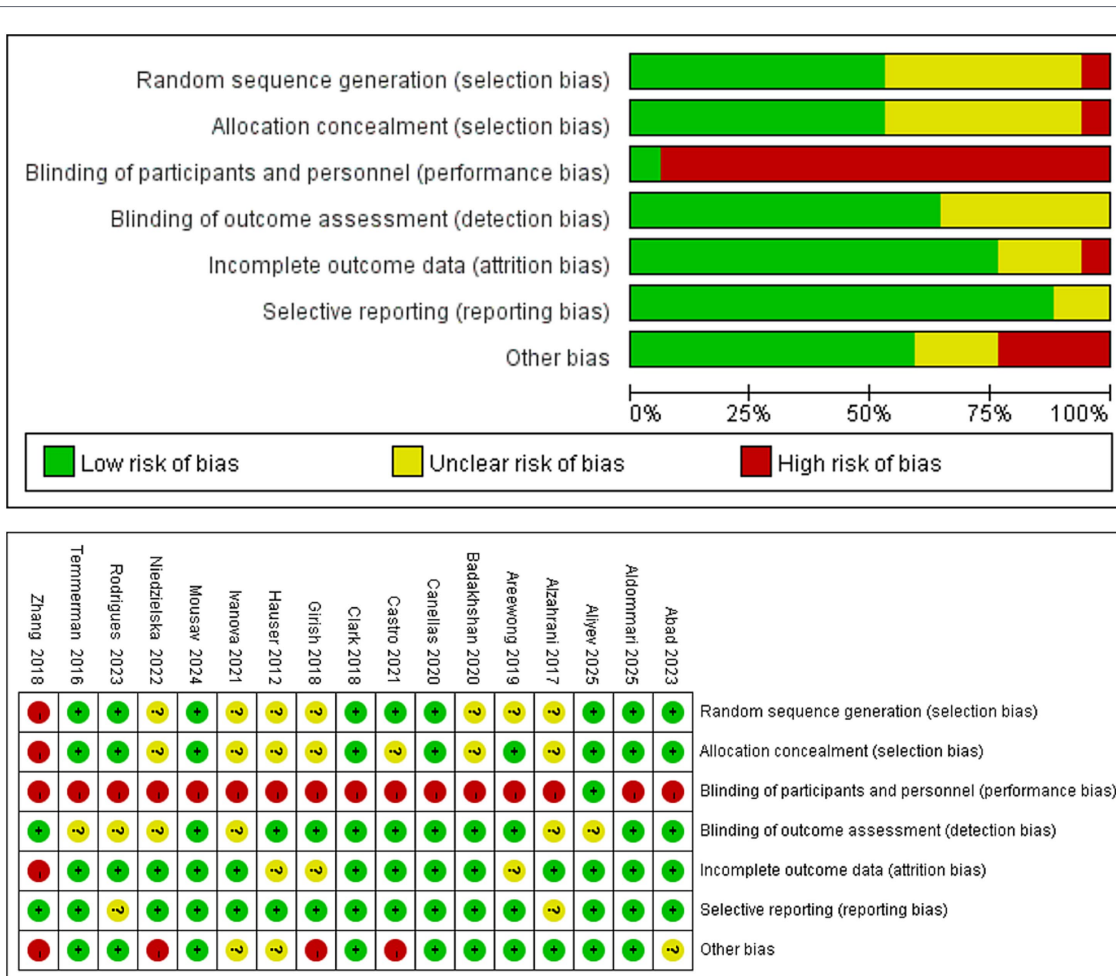 Random sequence generation (selection bias)
Allocation concealment (selection bias)
Blinding of participants and personnel (performance bias)
Blinding of outcome assessment (detection bias)
Incomplete outcome data (attrition bias)
Selective reporting (reporting bias)
Other bias
0% 25% 50% 75% 100%
Low risk of bias
Unclear risk of bias
High risk of bias
Zhang 2018
Temmerman 2016
Rodrigues 2023
Niedzielska 2022
Mousav 2024
Ivanova 2021
Hauser 2012
Girish 2018
Clark 2018
Castro 2021
Canellas 2020
Badakhshan 2020
Areewong 2019
Alzahrani 2017
Aliyev 2025
Aldommari 2025
Abad 2023
- + + ? + ? ? ? + + + ? ? ? + + + Random sequence generation (selection bias)
- + + ? + ? ? ? + ? + ? + ? + + + Allocation concealment (selection bias)
- - - - - - - - - - - - - - + - - Blinding of participants and personnel (performance bias)
+ ? ? ? + ? + + + + + + + ? ? + + Blinding of outcome assessment (detection bias)
- + + + + + ? ? + + + + ? + + + + Incomplete outcome data (attrition bias)
+ + ? + + + + + + + + + + ? + + + Selective reporting (reporting bias)
- + + - + ? ? - + - + + + + + + ? Other bias